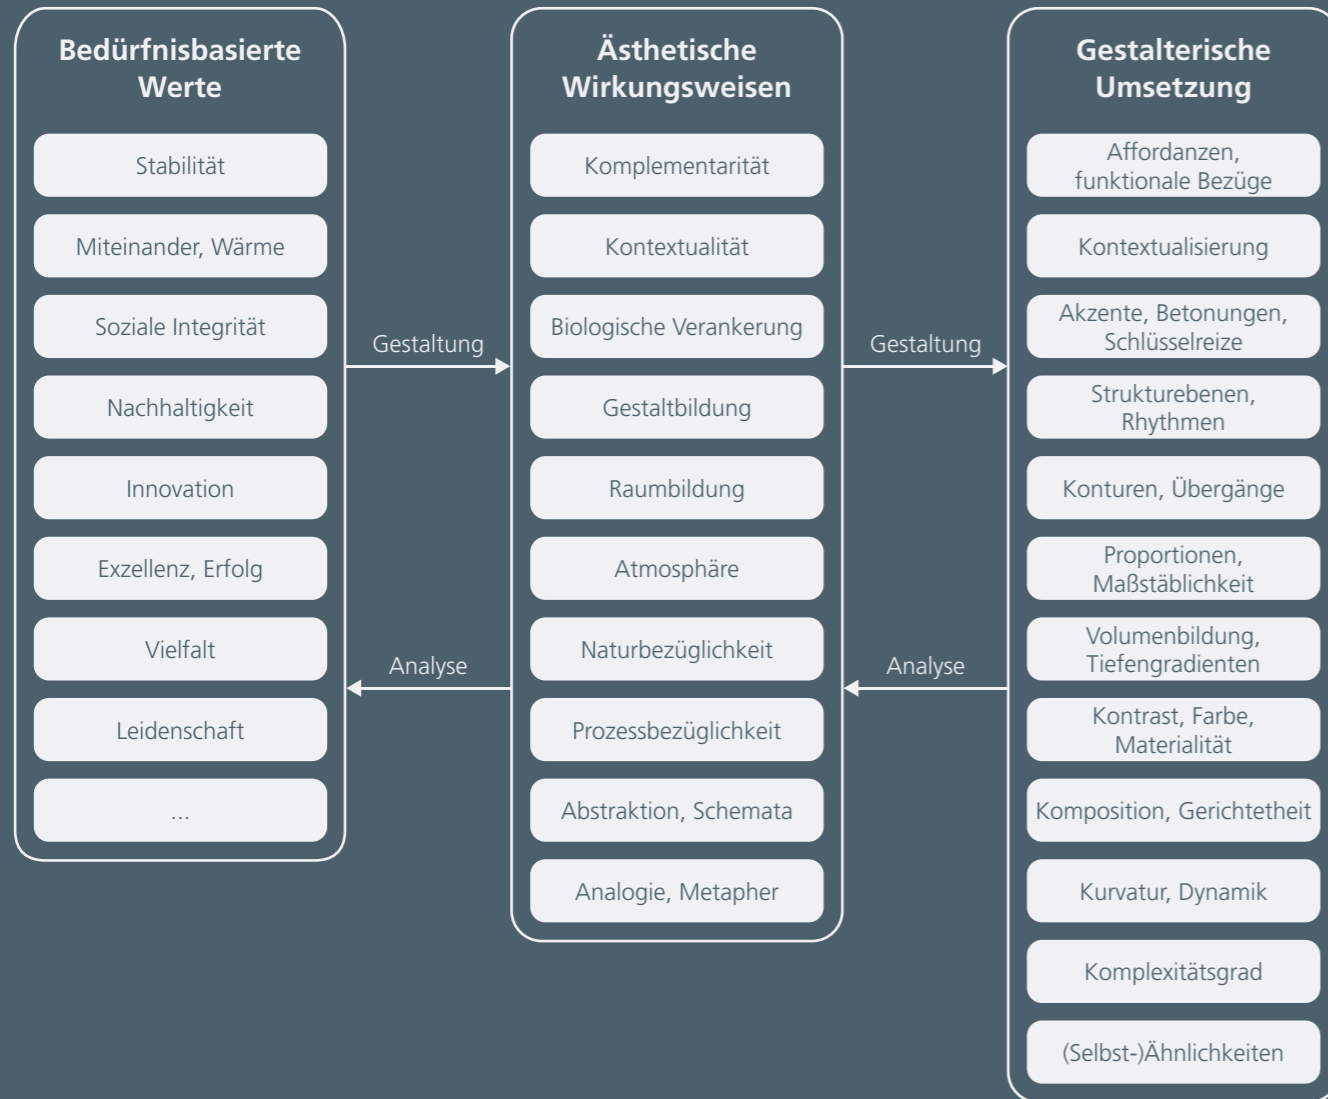 Bedürfnisbasierte
Werte
Stabilität
Miteinander, Wärme
Soziale Integrität
Nachhaltigkeit
Innovation
Exzellenz, Erfolg
Vielfalt
Leidenschaft
...
Gestaltung
Analyse
Ästhetische
Wirkungsweisen
Komplementarität
Kontextualität
Biologische Verankerung
Gestaltbildung
Raumbildung
Atmosphäre
Naturbezüglichkeit
Prozessbezüglichkeit
Abstraktion, Schemata
Analogie, Metapher
Gestaltung
Analyse
Gestalterische
Umsetzung
Affordanzen,
funktionale Bezüge
Kontextualisierung
Akzente, Betonungen,
Schlüsselreize
Strukturebenen,
Rhythmen
Konturen, Übergänge
Proportionen,
Maßstäblichkeit
Volumenbildung,
Tiefengradienten
Kontrast, Farbe,
Materialität
Komposition, Gerichtetheit
Kurvatur, Dynamik
Komplexitätsgrad
(Selbst-)Ähnlichkeiten